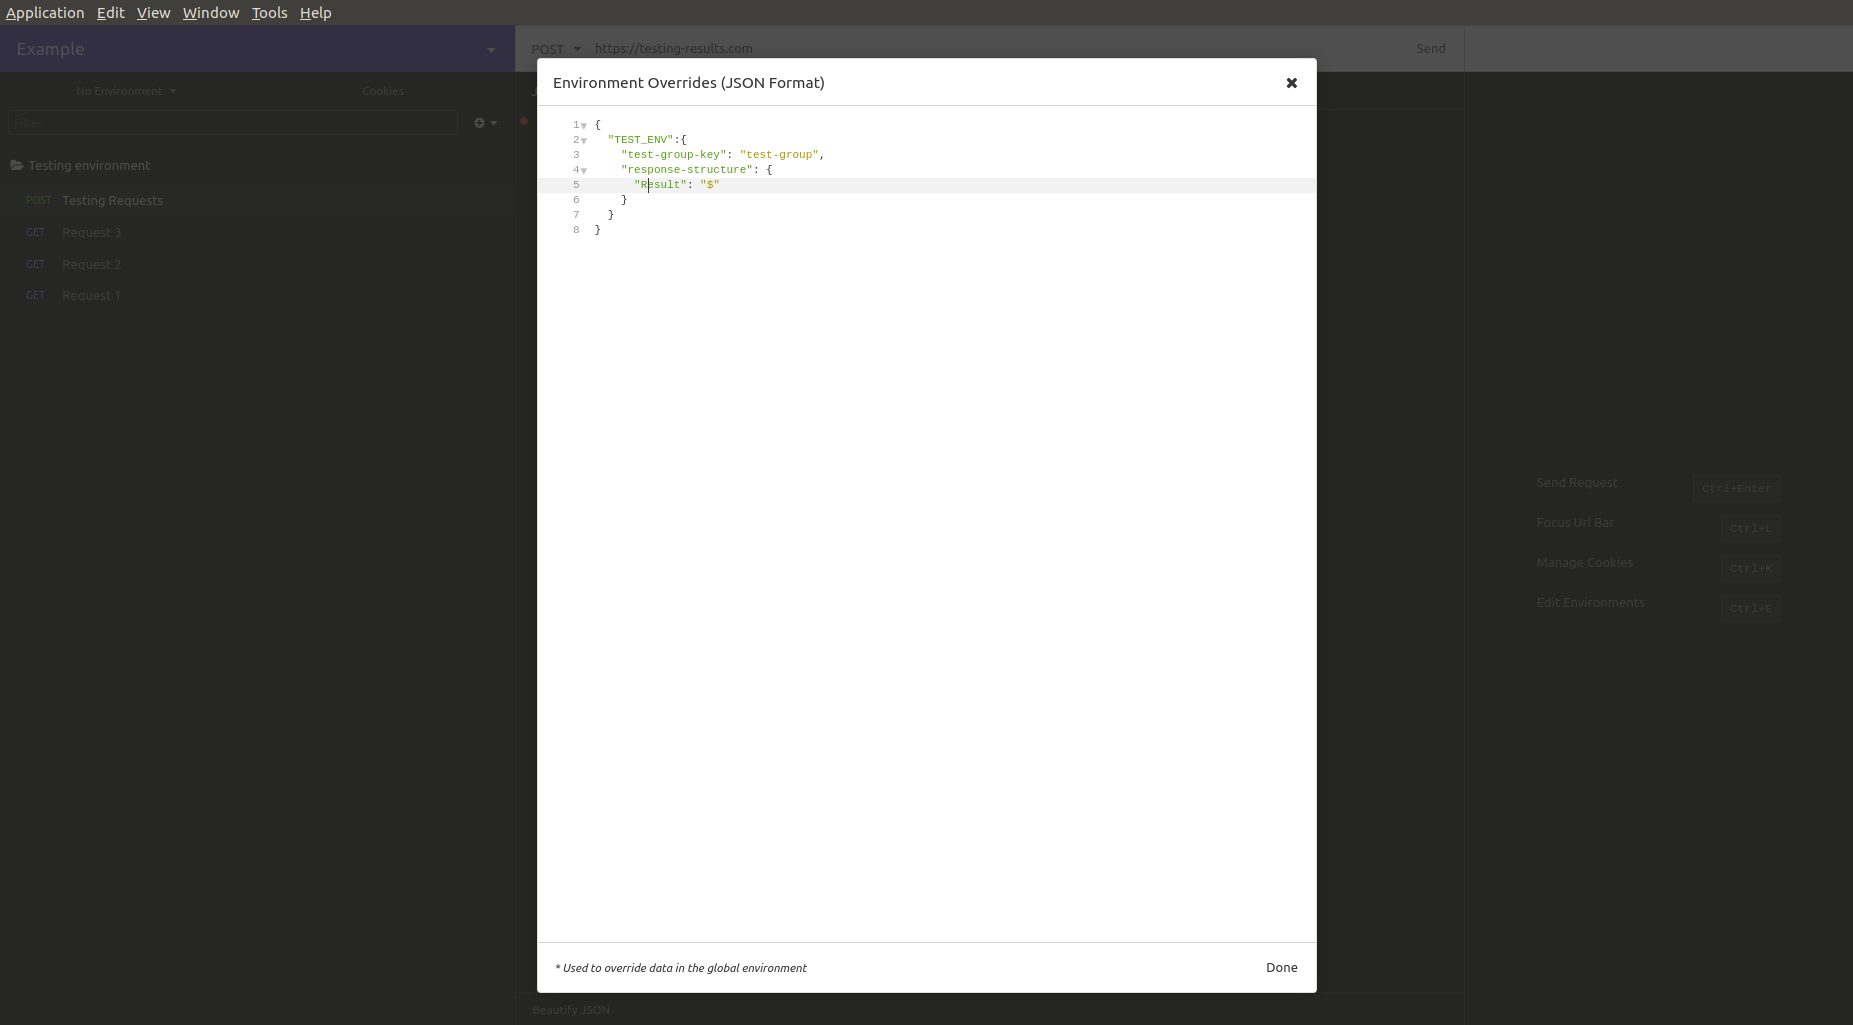 Application Edit View Window Tools Help
Example
POST https://testing-results.com Send
Environment Overrides (JSON Format)
No Environment Cookies
Filter
Testing environment
POST Testing Requests
GET Request 3
GET Request 2
GET Request 1
1 {
2 "TEST_ENV":{
3 "test-group-key": "test-group",
4 "response-structure": {
5 "Result": "$"
6 }
7 }
8 }
Send Request Ctrl+Enter
Focus Url Bar Ctrl+L
Manage Cookies Ctrl+K
Edit Environments Ctrl+E
* Used to override data in the global environment
Done
Beautify JSON